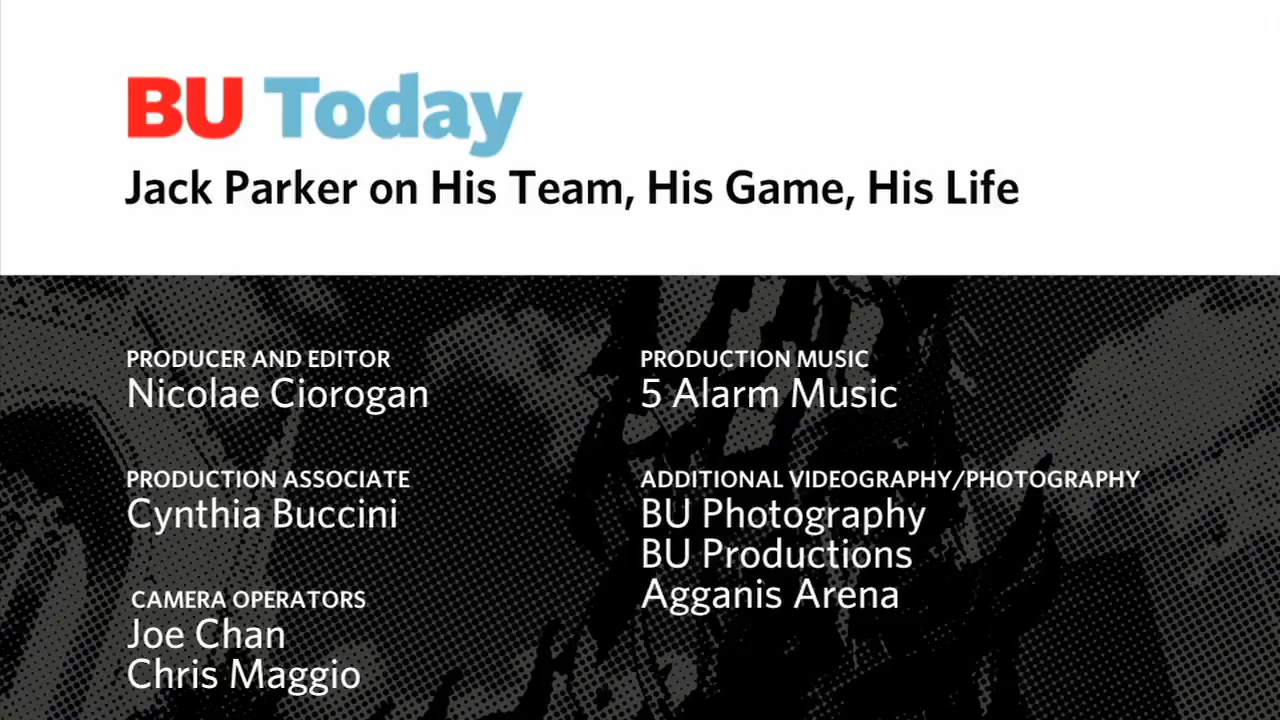 BU Today
Jack Parker on His Team, His Game, His Life
PRODUCER AND EDITOR
Nicolae Ciorogan
PRODUCTION ASSOCIATE
Cynthia Buccini
CAMERA OPERATORS
Joe Chan
Chris Maggio
PRODUCTION MUSIC
5 Alarm Music
ADDITIONAL VIDEOGRAPHY/PHOTOGRAPHY
BU Photography
BU Productions
Agganis Arena